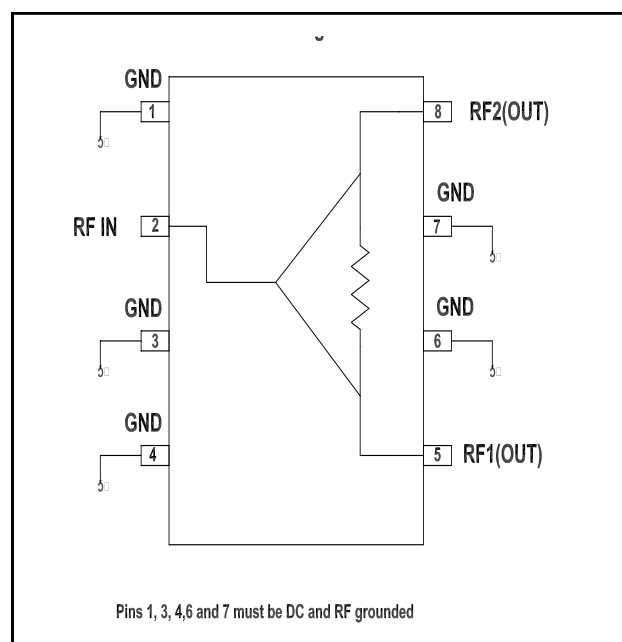 GND
1
8
RF2(OUT)
RF IN
2
GND
7
GND
3
GND
6
GND
4
5
RF1(OUT)
Pins 1, 3, 4,6 and 7 must be DC and RF grounded